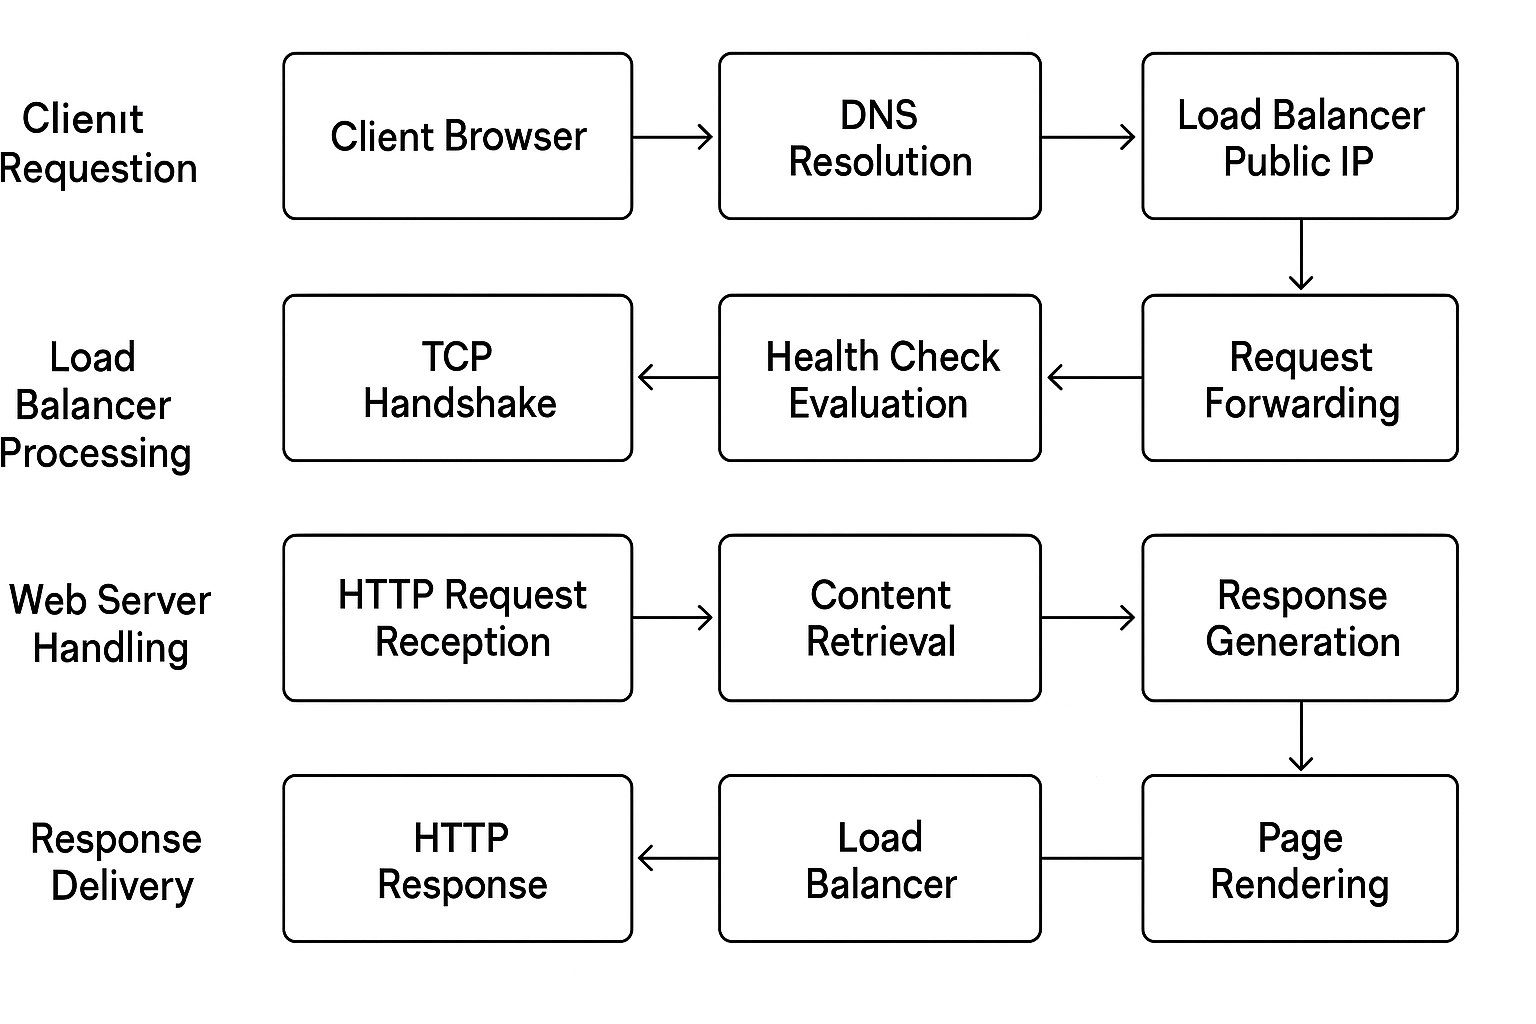 Clienıt
Requestion
Client Browser
DNS
Resolution
Load Balancer
Public IP
Load
Balancer
Processing
TCP
Handshake
Health Check
Evaluation
Request
Forwarding
Web Server
Handling
HTTP Request
Reception
Content
Retrieval
Response
Generation
Response
Delivery
HTTP
Response
Load
Balancer
Page
Rendering